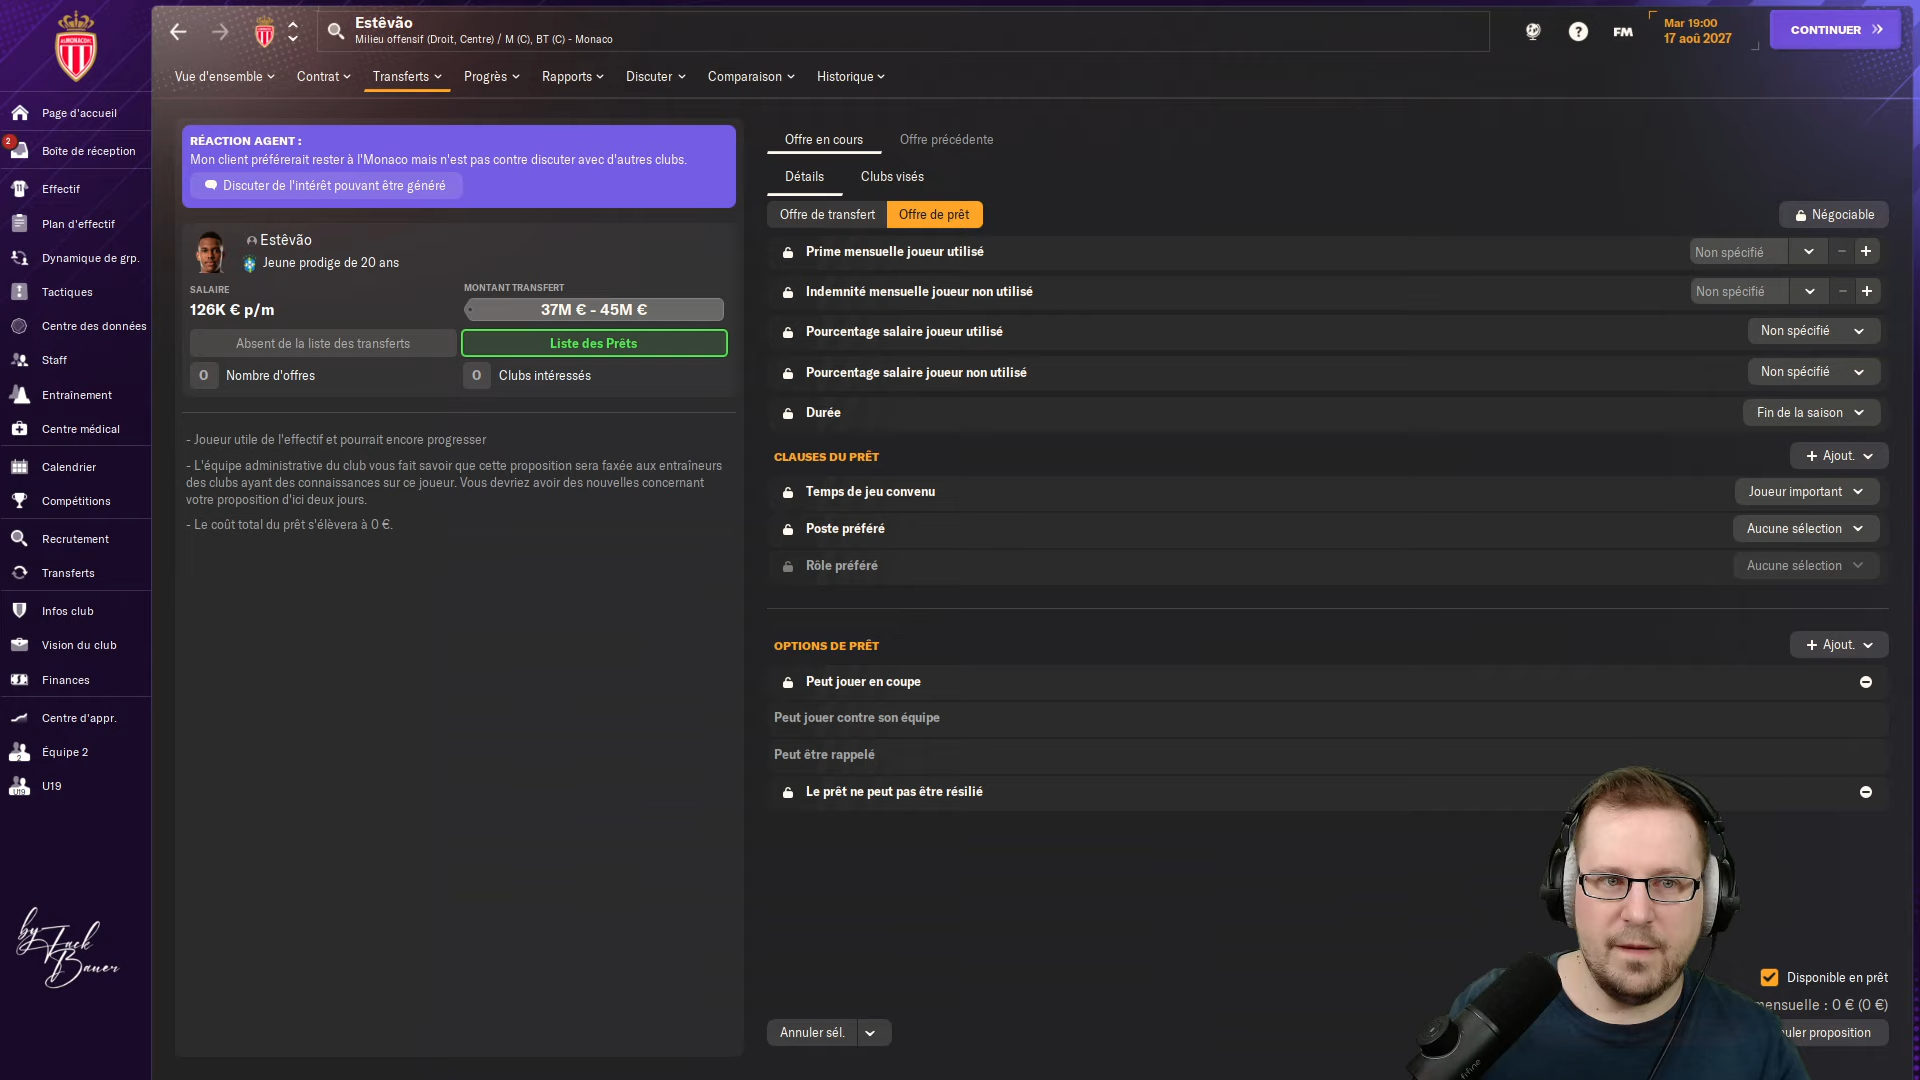 Estêvão
Milieu offensif (Droit, Centre) / M (C), BT (C) - Monaco
FM
Mar 19:00
17 aoû 2027
CONTINUER
Vue d'ensemble
Contrat
Transferts
Progrès
Rapports
Discuter
Comparaison
Historique
Page d'accueil
2
Boîte de réception
Effectif
Plan d'effectif
Dynamique de grp.
Tactiques
Centre des données
Staff
Entraînement
Centre médical
Calendrier
Compétitions
Recrutement
Transferts
Infos club
Vision du club
Finances
Centre d'appr.
Équipe 2
U19
by Jack Bauer
RÉACTION AGENT :
Mon client préférerait rester à l'Monaco mais n'est pas contre discuter avec d'autres clubs.
Discuter de l'intérêt pouvant être généré
Estêvão
Jeune prodige de 20 ans
SALAIRE
126K € p/m
MONTANT TRANSFERT
37M € - 45M €
Absent de la liste des transferts
Liste des Prêts
0 Nombre d'offres
0 Clubs intéressés
- Joueur utile de l'effectif et pourrait encore progresser
- L'équipe administrative du club vous fait savoir que cette proposition sera faxée aux entraîneurs
des clubs ayant des connaissances sur ce joueur. Vous devriez avoir des nouvelles concernant
votre proposition d'ici deux jours.
- Le coût total du prêt s'élèvera à 0 €.
Offre en cours
Offre précédente
Détails
Clubs visés
Offre de transfert
Offre de prêt
Négociable
Prime mensuelle joueur utilisé
Non spécifié
Indemnité mensuelle joueur non utilisé
Non spécifié
Pourcentage salaire joueur utilisé
Non spécifié
Pourcentage salaire joueur non utilisé
Non spécifié
Durée
Fin de la saison
CLAUSES DU PRÊT
+ Ajout.
Temps de jeu convenu
Joueur important
Poste préféré
Aucune sélection
Rôle préféré
Aucune sélection
OPTIONS DE PRÊT
+ Ajout.
Peut jouer en coupe
Peut jouer contre son équipe
Peut être rappelé
Le prêt ne peut pas être résilié
Disponible en prêt
mensuelle : 0 € (0 €)
Annuler sél.
uler proposition
fifine